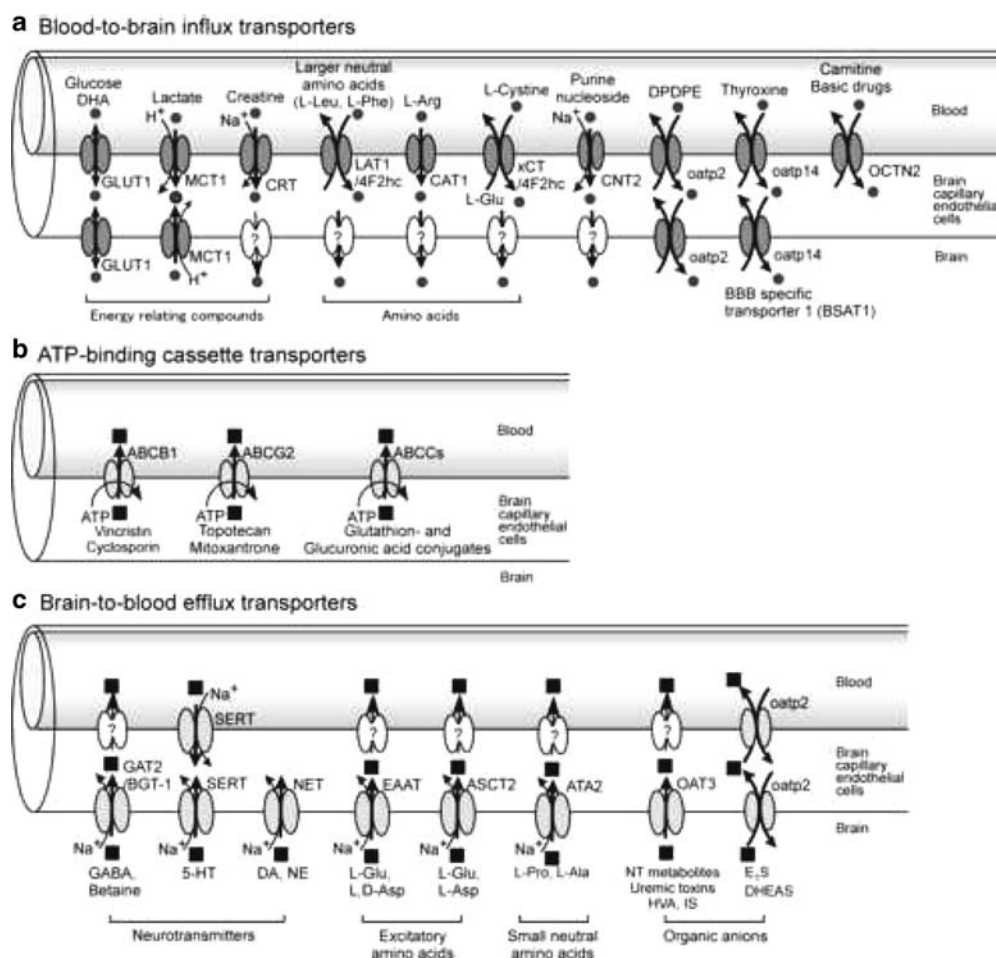 a Blood-to-brain influx transporters
Glucose
DHA
Lactate
H⁺
Creatine
Na⁺
Larger neutral
amino acids
(L-Leu, L-Phe)
L-Arg
L-Cystine
Purine
nucleoside
Na⁺
DPDPE
Thyroxine
Carnitine
Basic drugs
Blood
GLUT1
MCT1
CRT
LAT1
/4F2hc
CAT1
xCT
/4F2hc
L-Glu
CNT2
oatp2
oatp14
OCTN2
Brain
capillary
endothelial
cells
?
?
?
?
?
GLUT1
MCT1
H⁺
oatp2
oatp14
Brain
BBB specific
transporter 1 (BSAT1)
Energy relating compounds
Amino acids
b ATP-binding cassette transporters
Blood
ABCB1
ABCG2
ABCCs
ATP
ATP
ATP
Vincristin
Cyclosporin
Topotecan
Mitoxantrone
Glutathion- and
Glucuronic acid conjugates
Brain
capillary
endothelial
cells
Brain
c Brain-to-blood efflux transporters
Blood
Na⁺
SERT
oatp2
?
?
?
?
?
Brain
capillary
endothelial
cells
GAT2
/BGT-1
SERT
NET
EAAT
ASCT2
ATA2
OAT3
oatp2
Brain
Na⁺
Na⁺
Na⁺
Na⁺
Na⁺
Na⁺
GABA,
Betaine
5-HT
DA, NE
L-Glu,
L,D-Asp
L-Glu,
L-Asp
L-Pro, L-Ala
NT metabolites
Uremic toxins
HVA, IS
E₁S
DHEAS
Neurotransmitters
Excitatory
amino acids
Small neutral
amino acids
Organic anions